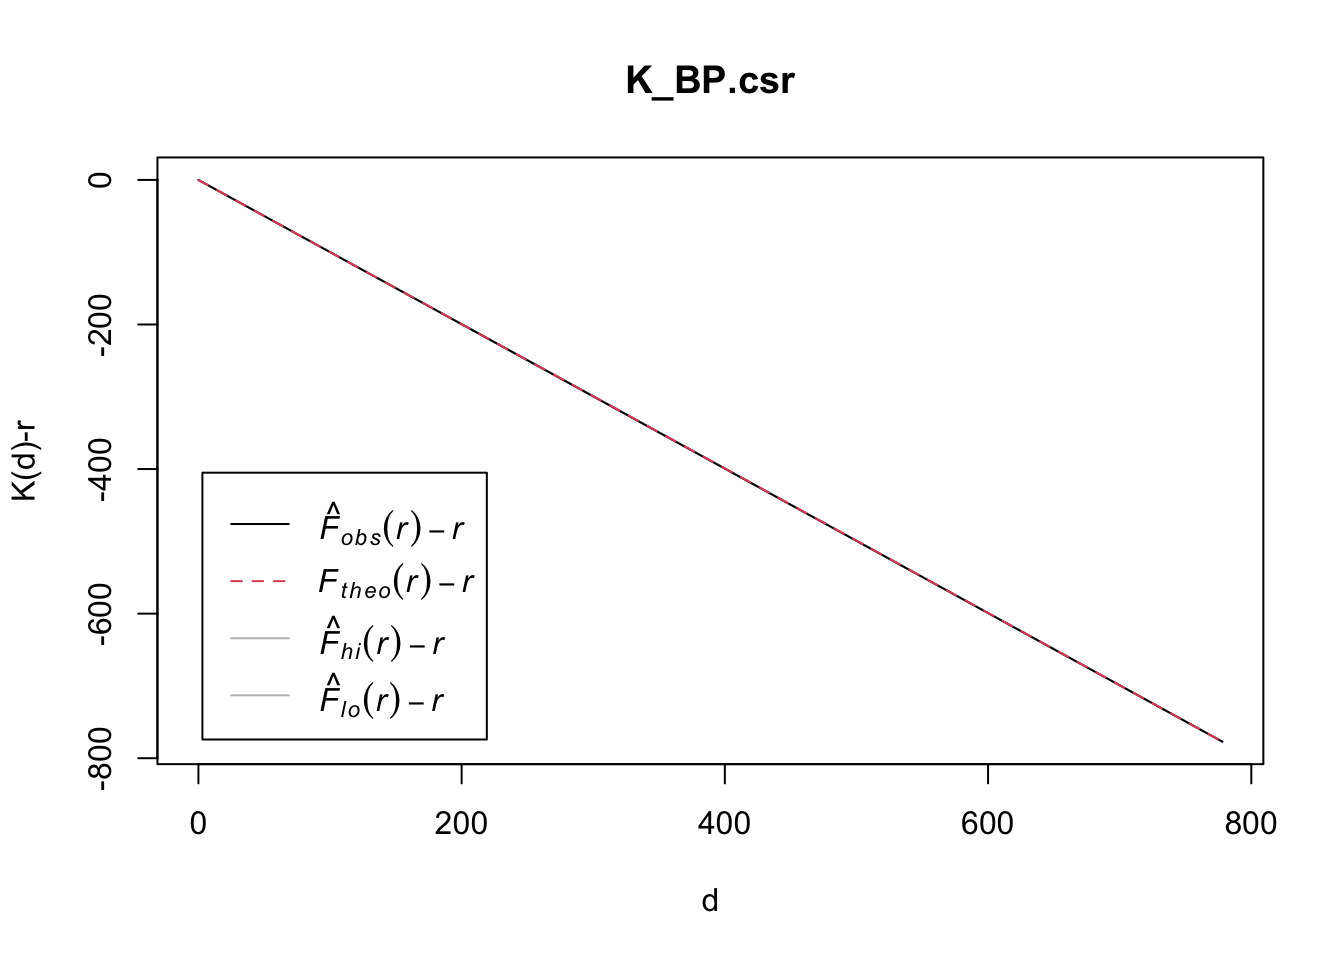 K_BP.csr
K(d)-r
0
-200
-400
-600
-800
F̂obs(r) − r
Ftheo(r) − r
F̂hi(r) − r
F̂lo(r) − r
0 200 400 600 800
d